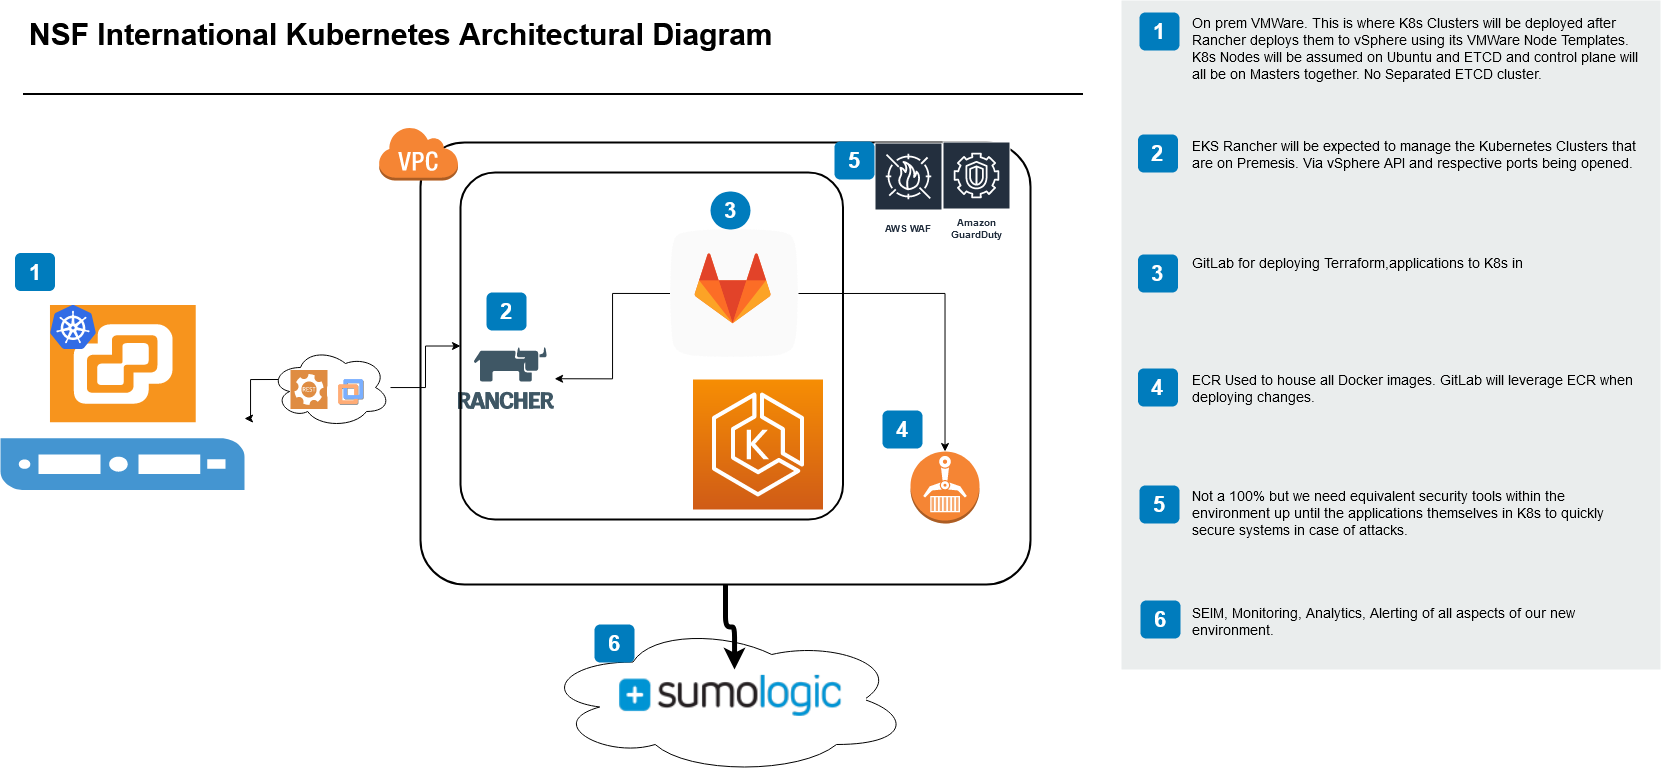 NSF International Kubernetes Architectural Diagram
1
On prem VMWare. This is where K8s Clusters will be deployed after
Rancher deploys them to vSphere using its VMWare Node Templates.
K8s Nodes will be assumed on Ubuntu and ETCD and control plane will
all be on Masters together. No Separated ETCD cluster.
2
EKS Rancher will be expected to manage the Kubernetes Clusters that
are on Premesis. Via vSphere API and respective ports being opened.
3
GitLab for deploying Terraform,applications to K8s in
4
ECR Used to house all Docker images. GitLab will leverage ECR when
deploying changes.
5
Not a 100% but we need equivalent security tools within the
environment up until the applications themselves in K8s to quickly
secure systems in case of attacks.
6
SEIM, Monitoring, Analytics, Alerting of all aspects of our new
environment.
VPC
5
AWS WAF
Amazon
GuardDuty
3
1
2
REST
RANCHER
K
4
6
sumologic